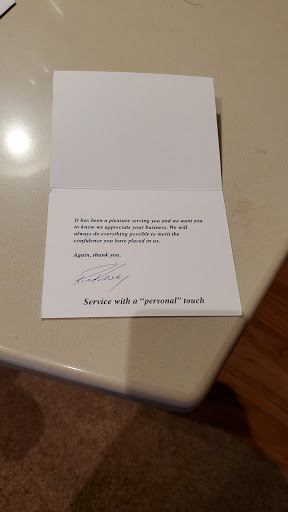 It has been a pleasure serving you and we want you
to know we appreciate your business. We will
always do everything possible to merit the
confidence you have placed in us.
Again, thank you.
Service with a "personal" touch